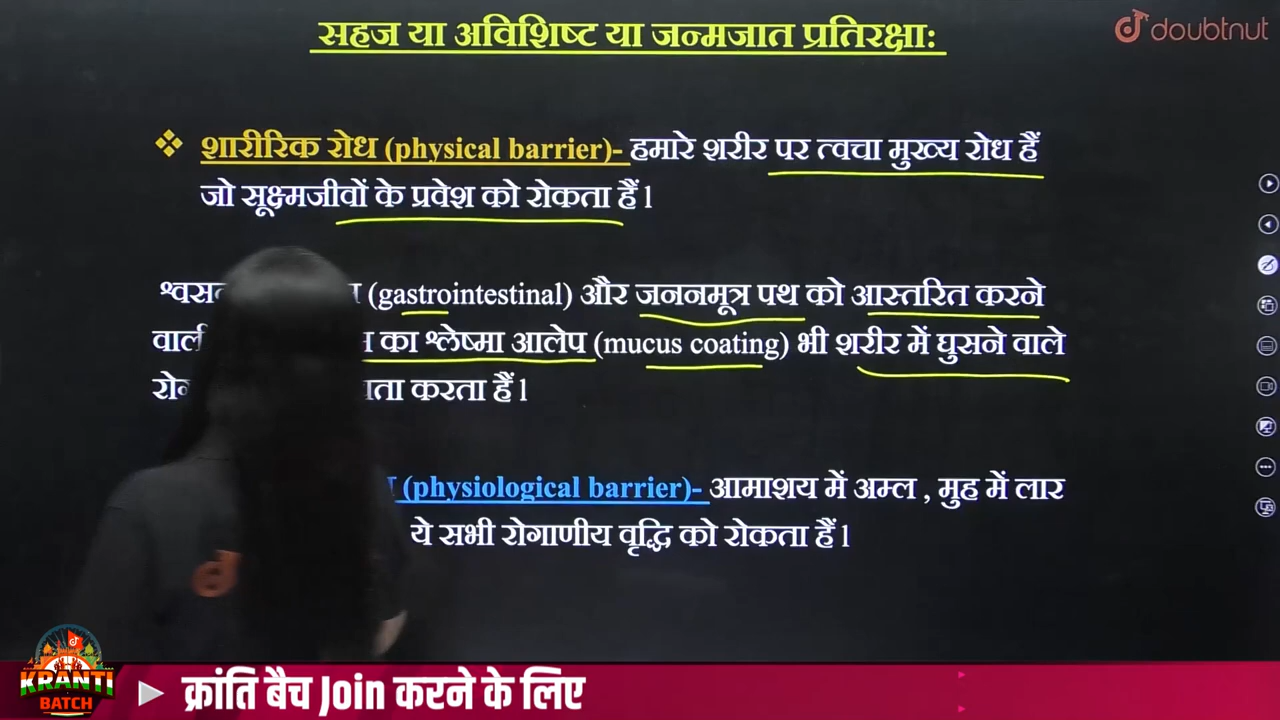 सहज या अविशिष्ट या जन्मजात प्रतिरक्षा:
doubtnut
❖ शारीरिक रोध (physical barrier)- हमारे शरीर पर त्वचा मुख्य रोध हैं
जो सूक्ष्मजीवों के प्रवेश को रोकता हैं l
(gastrointestinal) और जननमूत्र पथ को आस्तरित करने
का श्लेष्मा आलेप (mucus coating) भी शरीर में घुसने वाले
करता हैं l
(physiological barrier)- आमाशय में अम्ल , मुह में लार
ये सभी रोगाणीय वृद्धि को रोकता हैं l
KRANTI
BATCH
क्रांति बैच Join करने के लिए